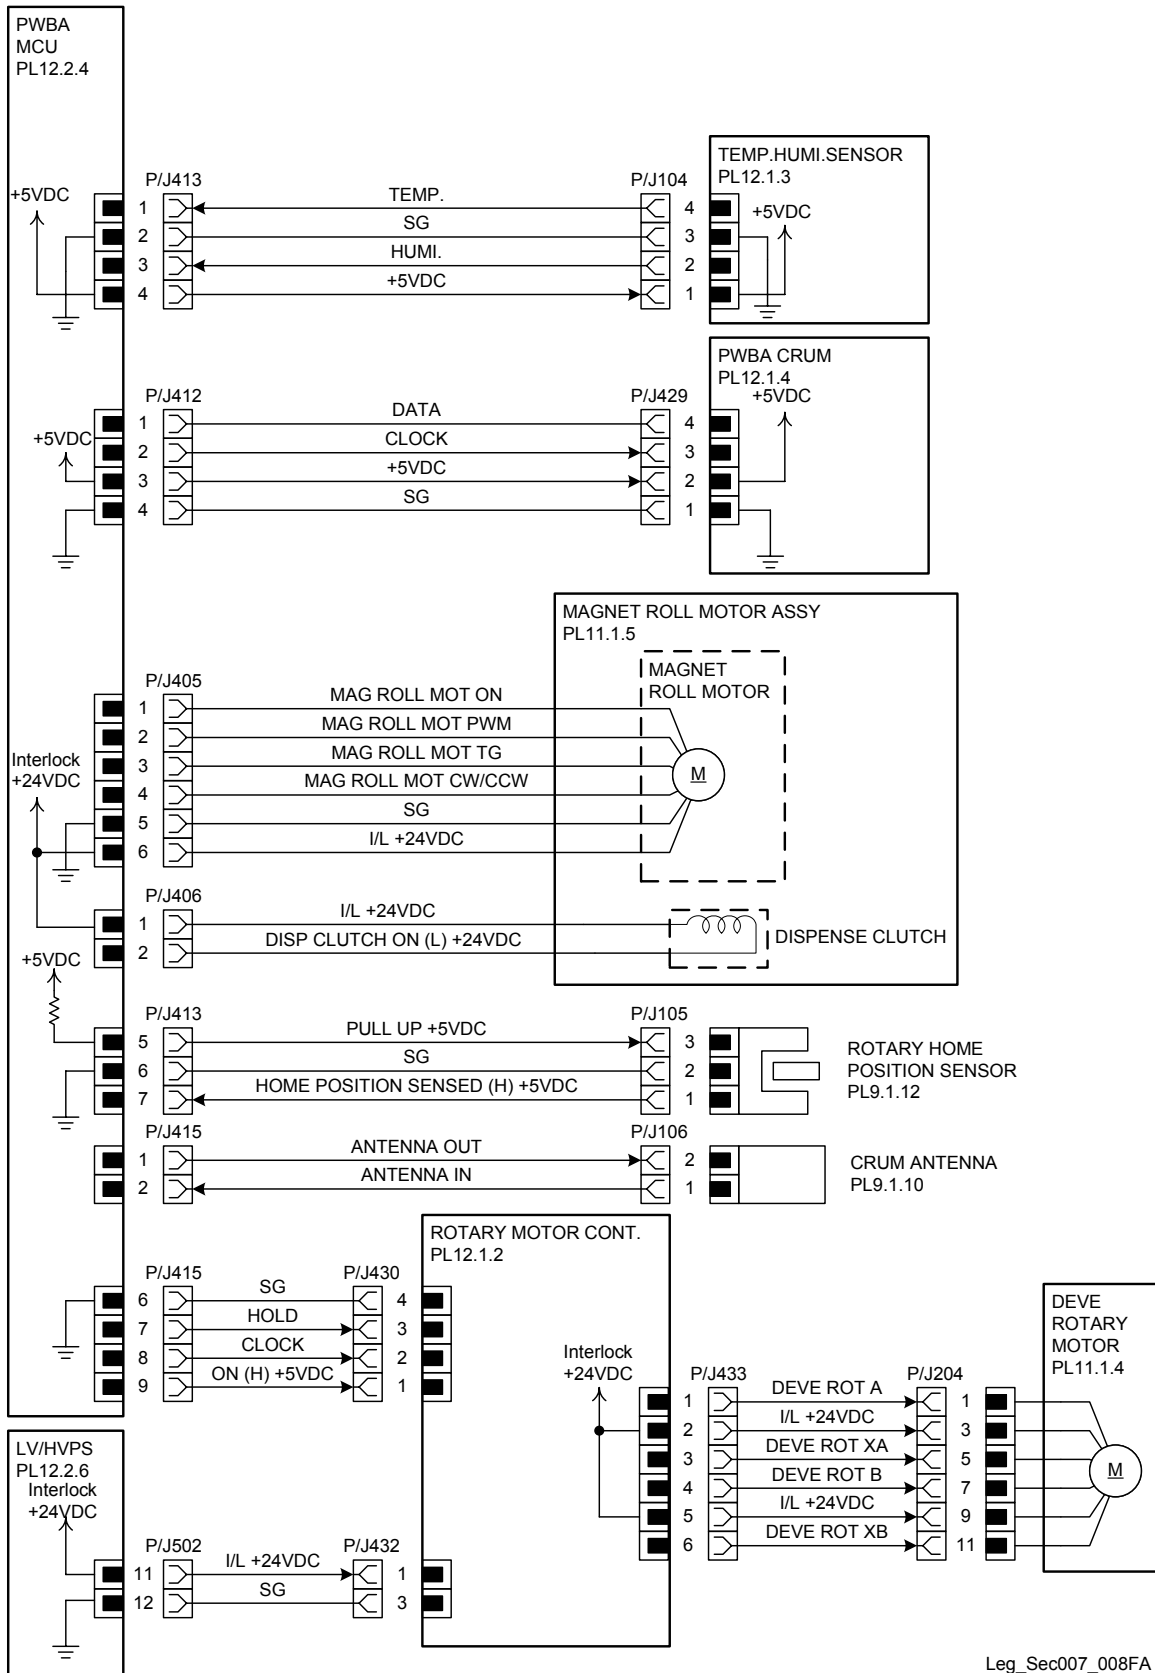 PWBA
MCU
PL12.2.4
TEMP.HUMI.SENSOR
PL12.1.3
+5VDC
P/J413
P/J104
+5VDC
1
TEMP.
4
2
SG
3
3
HUMI.
2
4
+5VDC
1
PWBA CRUM
PL12.1.4
+5VDC
P/J412
P/J429
+5VDC
1
DATA
4
2
CLOCK
3
3
+5VDC
2
4
SG
1
MAGNET ROLL MOTOR ASSY
PL11.1.5
MAGNET
ROLL MOTOR
M
Interlock
+24VDC
P/J405
1
MAG ROLL MOT ON
2
MAG ROLL MOT PWM
3
MAG ROLL MOT TG
4
MAG ROLL MOT CW/CCW
5
SG
6
I/L +24VDC
P/J406
1
I/L +24VDC
2
DISP CLUTCH ON (L) +24VDC
DISPENSE CLUTCH
+5VDC
P/J413
P/J105
5
PULL UP +5VDC
3
6
SG
2
7
HOME POSITION SENSED (H) +5VDC
1
ROTARY HOME
POSITION SENSOR
PL9.1.12
P/J415
P/J106
1
ANTENNA OUT
2
2
ANTENNA IN
1
CRUM ANTENNA
PL9.1.10
ROTARY MOTOR CONT.
PL12.1.2
P/J415
P/J430
6
SG
4
7
HOLD
3
8
CLOCK
2
9
ON (H) +5VDC
1
Interlock
+24VDC
P/J433
P/J204
1
DEVE ROT A
1
2
I/L +24VDC
3
3
DEVE ROT XA
5
4
DEVE ROT B
7
5
I/L +24VDC
9
6
DEVE ROT XB
11
DEVE
ROTARY
MOTOR
PL11.1.4
M
LV/HVPS
PL12.2.6
Interlock
+24VDC
P/J502
P/J432
11
I/L +24VDC
1
12
SG
3
Leg_Sec007_008FA